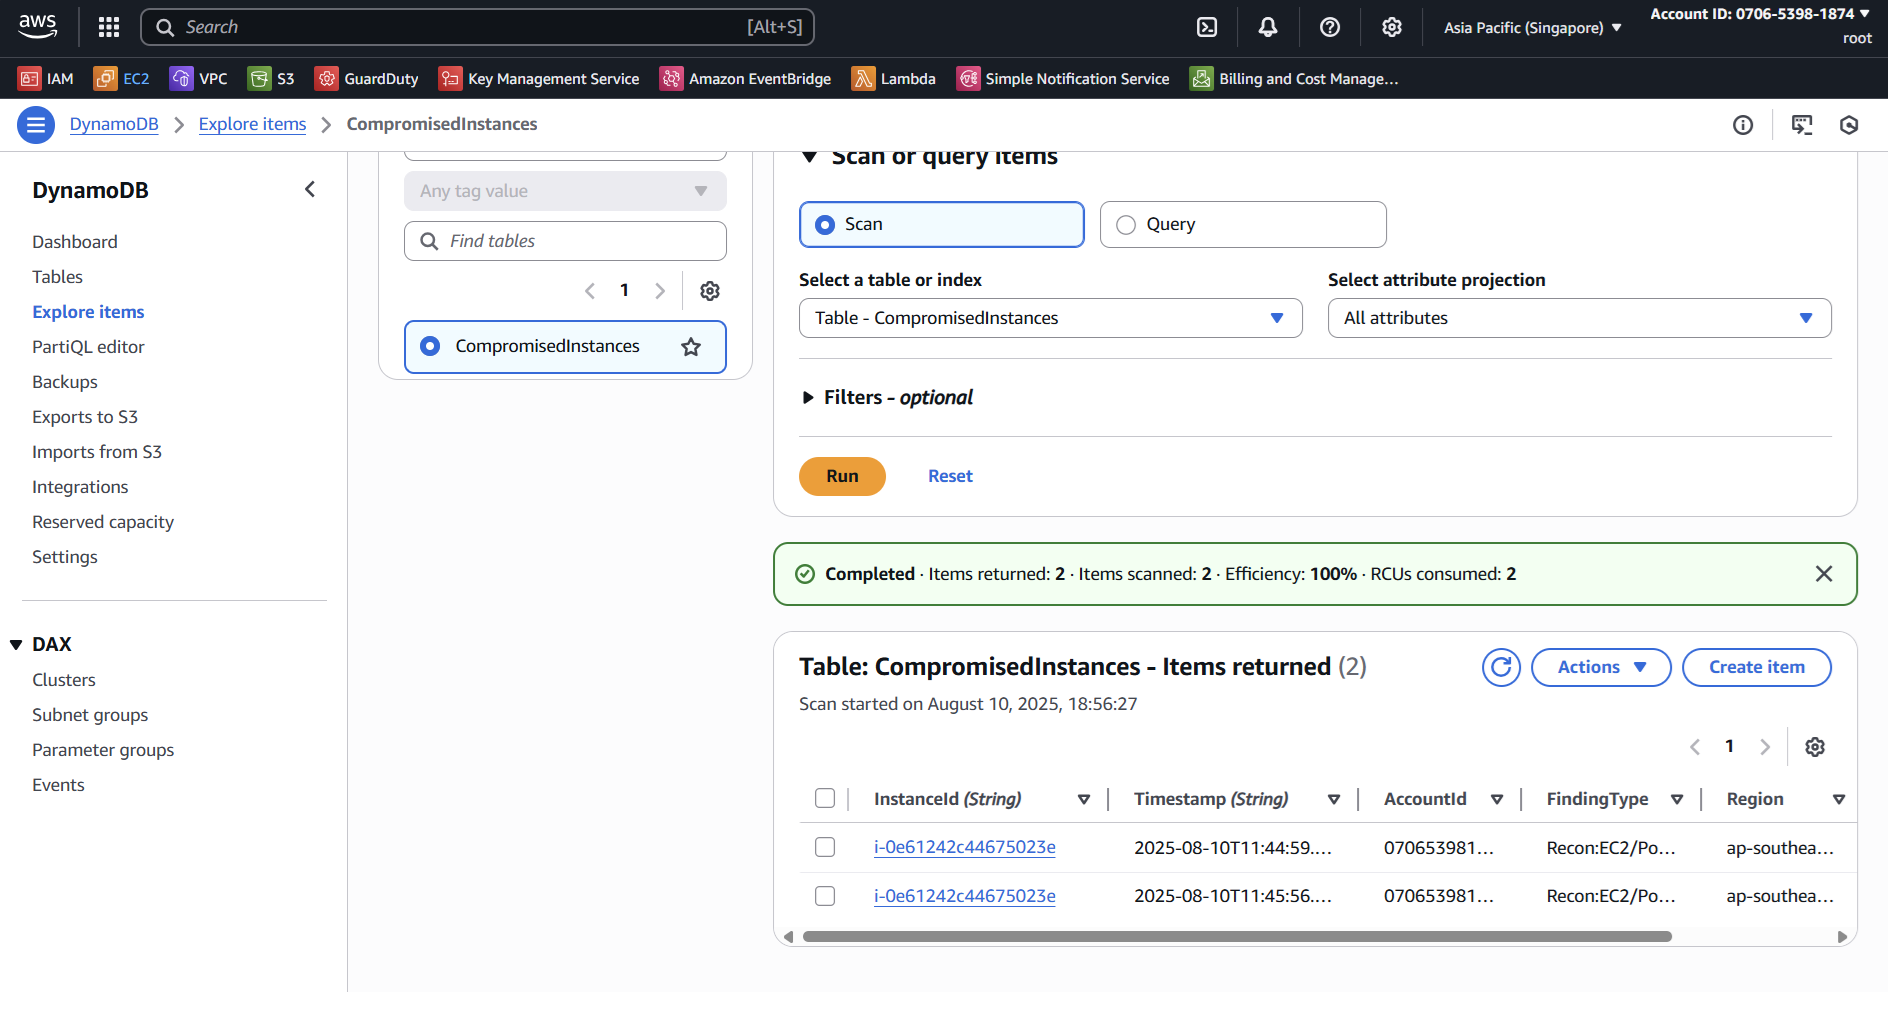 aws
Search [Alt+S]
Asia Pacific (Singapore)
Account ID: 0706-5398-1874
root
IAM EC2 VPC S3 GuardDuty Key Management Service Amazon EventBridge Lambda Simple Notification Service Billing and Cost Manage...
DynamoDB Explore items CompromisedInstances
DynamoDB
Dashboard
Tables
Explore items
PartiQL editor
Backups
Exports to S3
Imports from S3
Integrations
Reserved capacity
Settings
DAX
Clusters
Subnet groups
Parameter groups
Events
Any tag value
Find tables
1
CompromisedInstances
Scan or query items
Scan
Query
Select a table or index
Table - CompromisedInstances
Select attribute projection
All attributes
Filters - optional
Run Reset
Completed · Items returned: 2 · Items scanned: 2 · Efficiency: 100% · RCUs consumed: 2
Table: CompromisedInstances - Items returned (2)
Actions
Create item
Scan started on August 10, 2025, 18:56:27
1
InstanceId (String) Timestamp (String) AccountId FindingType Region
i-0e61242c44675023e 2025-08-10T11:44:59.... 070653981... Recon:EC2/Po... ap-southea...
i-0e61242c44675023e 2025-08-10T11:45:56.... 070653981... Recon:EC2/Po... ap-southea...